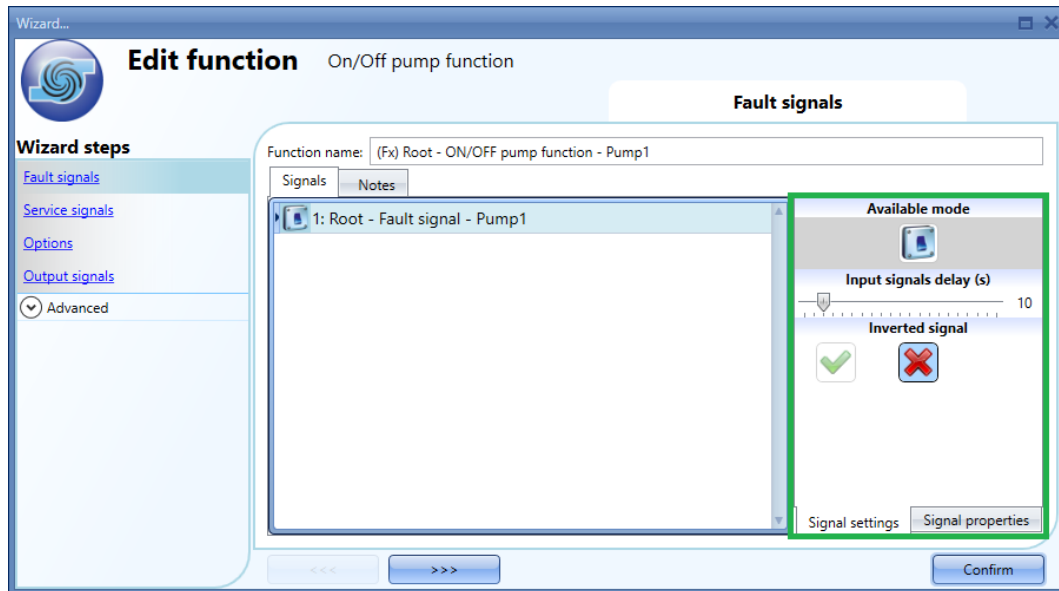 Wizard...
Edit function On/Off pump function
Fault signals
Wizard steps
Fault signals
Service signals
Options
Output signals
Advanced
Function name: (Fx) Root - ON/OFF pump function - Pump1
Signals Notes
1: Root - Fault signal - Pump1
Available mode
Input signals delay (s)
10
Inverted signal
Signal settings Signal properties
<<< >>> Confirm